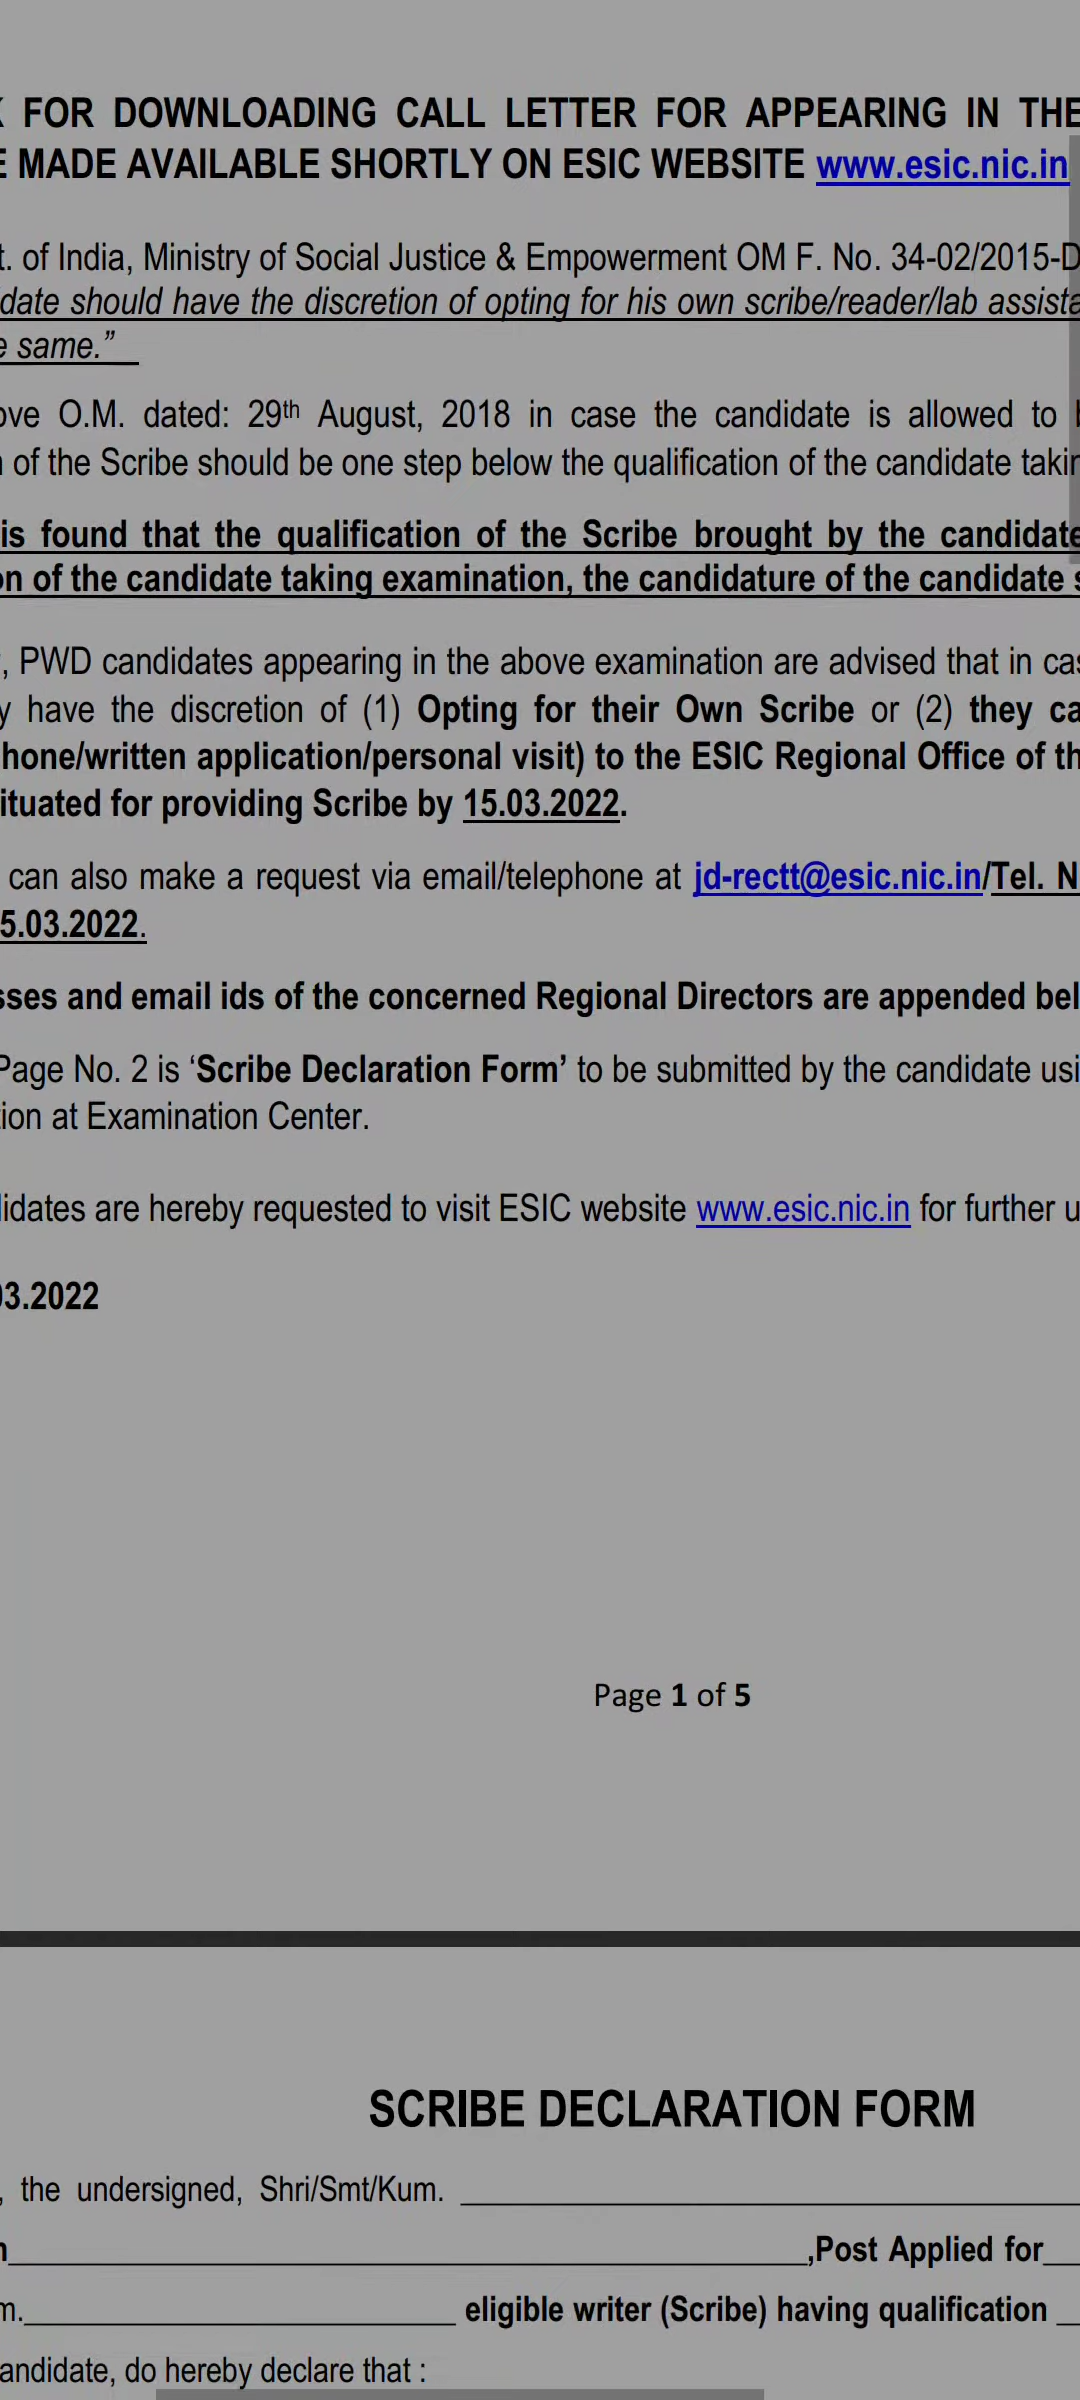 FOR DOWNLOADING CALL LETTER FOR APPEARING IN THE
MADE AVAILABLE SHORTLY ON ESIC WEBSITE www.esic.nic.in
of India, Ministry of Social Justice & Empowerment OM F. No. 34-02/2015-D
date should have the discretion of opting for his own scribe/reader/lab assista
e same.”
ove O.M. dated: 29th August, 2018 in case the candidate is allowed to
of the Scribe should be one step below the qualification of the candidate takin
is found that the qualification of the Scribe brought by the candidate
on of the candidate taking examination, the candidature of the candidate s
, PWD candidates appearing in the above examination are advised that in cas
y have the discretion of (1) Opting for their Own Scribe or (2) they ca
hone/written application/personal visit) to the ESIC Regional Office of th
ituated for providing Scribe by 15.03.2022.
can also make a request via email/telephone at jd-rectt@esic.nic.in/Tel. N
5.03.2022.
sses and email ids of the concerned Regional Directors are appended bel
Page No. 2 is ‘Scribe Declaration Form’ to be submitted by the candidate usi
tion at Examination Center.
lidates are hereby requested to visit ESIC website www.esic.nic.in for further u
03.2022
Page 1 of 5
SCRIBE DECLARATION FORM
, the undersigned, Shri/Smt/Kum. ____
n____,Post Applied for____
m.____ eligible writer (Scribe) having qualification __
andidate, do hereby declare that :